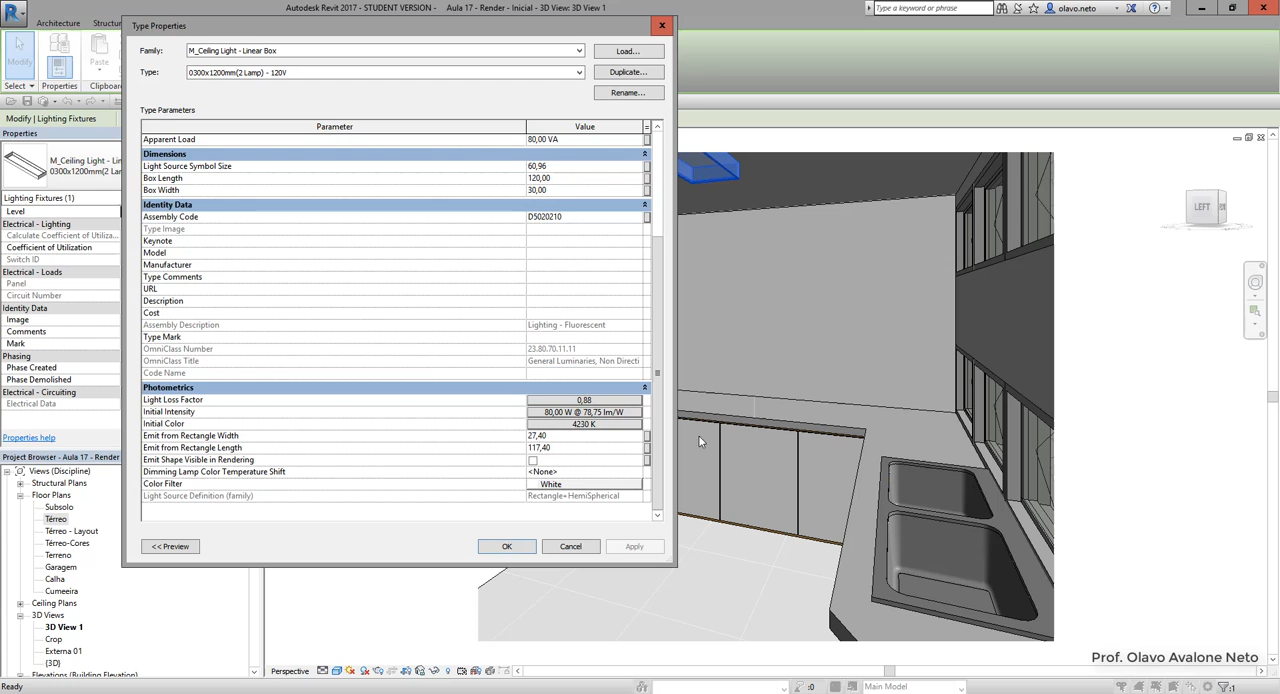 Autodesk Revit 2017 - STUDENT VERSION - Aula 17 - Render - Inicial - 3D View: 3D View 1
Type a keyword or phrase
olavo.neto
Architecture
Modify
Properties
Paste
Select
Properties
Clipboard
Modify | Lighting Fixtures
Properties
M_Ceiling Light - Lin
0300x1200mm(2 Lam
Lighting Fixtures (1)
Level
Electrical - Lighting
Calculate Coefficient of Utiliza...
Coefficient of Utilization
Switch ID
Electrical - Loads
Panel
Circuit Number
Identity Data
Image
Comments
Mark
Phasing
Phase Created
Phase Demolished
Electrical - Circuiting
Electrical Data
Properties help
Project Browser - Aula 17 - Render
Views (Discipline)
Structural Plans
Floor Plans
Subsolo
Térreo
Térreo - Layout
Térreo-Cores
Terreno
Garagem
Calha
Cumeeira
Ceiling Plans
3D Views
3D View 1
Crop
Externa 01
{3D}
Elevations (Building Elevation)
Ready
Type Properties
Family:
M_Ceiling Light - Linear Box
Load...
Type:
0300x1200mm(2 Lamp) - 120V
Duplicate...
Rename...
Type Parameters
Parameter Value =
Apparent Load 80,00 VA
Dimensions
Light Source Symbol Size 60,96
Box Length 120,00
Box Width 30,00
Identity Data
Assembly Code D5020210
Type Image
Keynote
Model
Manufacturer
Type Comments
URL
Description
Cost
Assembly Description Lighting - Fluorescent
Type Mark
OmniClass Number 23.80.70.11.11
OmniClass Title General Luminaries, Non Directi
Code Name
Photometrics
Light Loss Factor 0,88
Initial Intensity 80,00 W @ 78,75 lm/W
Initial Color 4230 K
Emit from Rectangle Width 27,40
Emit from Rectangle Length 117,40
Emit Shape Visible in Rendering
Dimming Lamp Color Temperature Shift <None>
Color Filter White
Light Source Definition (family) Rectangle+HemiSpherical
<< Preview
OK
Cancel
Apply
LEFT
Perspective
:0
Main Model
:1
Prof. Olavo Avalone Neto